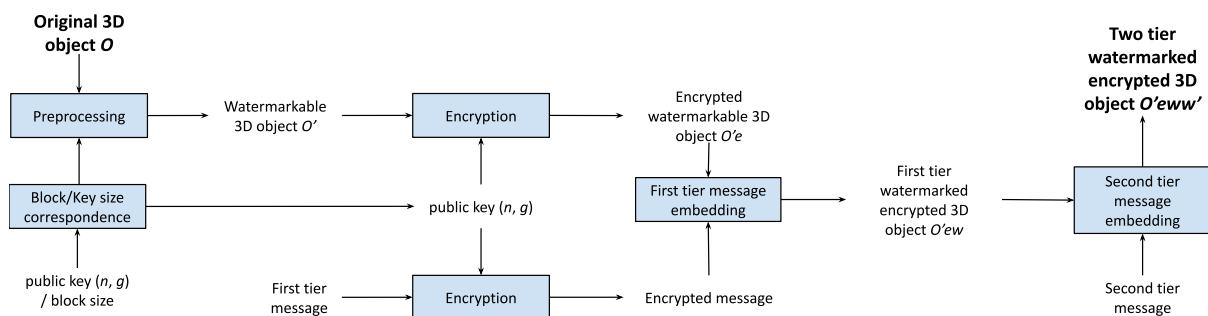 Original 3D
object O
Preprocessing
Block/Key size
correspondence
public key (n, g)
/ block size
Watermarkable
3D object O'
First tier
message
Encryption
public key (n, g)
Encryption
Encrypted
watermarkable 3D
object O'e
First tier message
embedding
Encrypted message
First tier
watermarked
encrypted 3D
object O'ew
Two tier
watermarked
encrypted 3D
object O'eww'
Second tier
message
embedding
Second tier
message